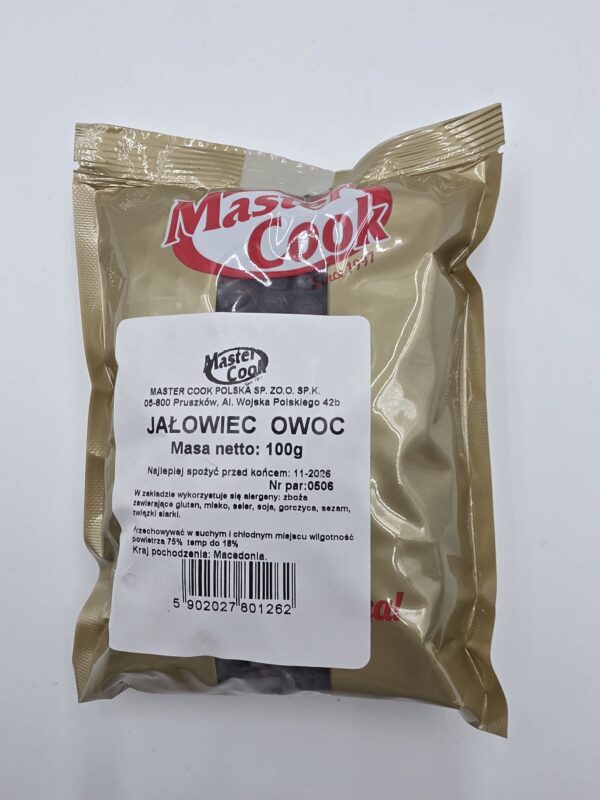 Master
Cook
Since 1997
Master
Cook
MASTER COOK POLSKA SP. ZO.O. SP.K.
05-800 Pruszków, Al. Wojska Polskiego 42b
JAŁOWIEC OWOC
Masa netto: 100g
Najlepiej spożyć przed końcem: 11-2026
Nr par:0506
W zakładzie wykorzystuje się alergeny: zboża
zawierające gluten, mleko, seler, soja, gorczyca, sezam,
związki siarki.
Przechowywać w suchym i chłodnym miejscu wilgotność
powietrza 75% temp do 18%
Kraj pochodzenia: Macedonia.
5 902027 801262